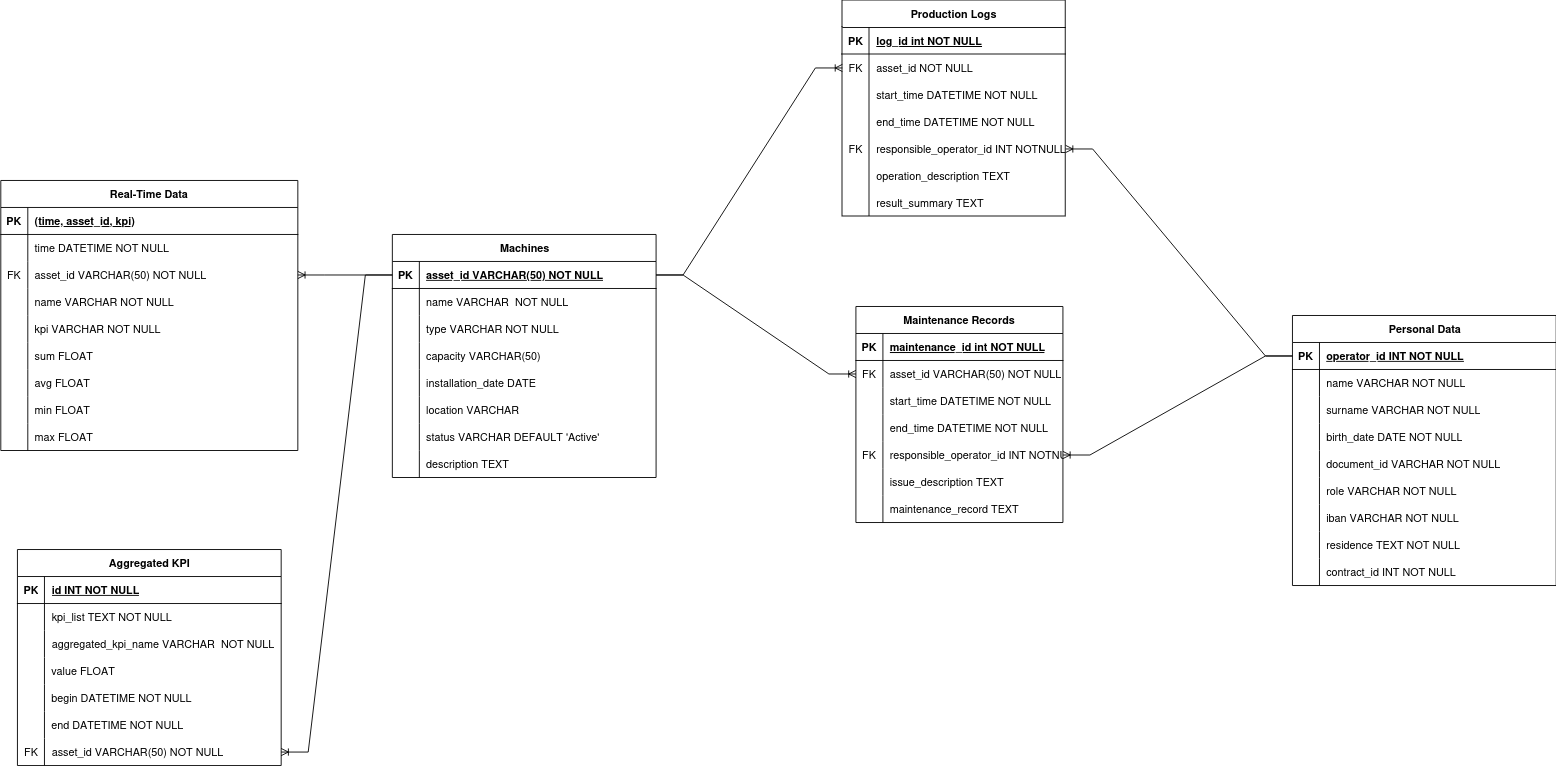 Production Logs
PK log_id int NOT NULL
FK asset_id NOT NULL
start_time DATETIME NOT NULL
end_time DATETIME NOT NULL
FK responsible_operator_id INT NOTNULL
operation_description TEXT
result_summary TEXT
Real-Time Data
PK (time, asset_id, kpi)
time DATETIME NOT NULL
FK asset_id VARCHAR(50) NOT NULL
name VARCHAR NOT NULL
kpi VARCHAR NOT NULL
sum FLOAT
avg FLOAT
min FLOAT
max FLOAT
Machines
PK asset_id VARCHAR(50) NOT NULL
name VARCHAR  NOT NULL
type VARCHAR NOT NULL
capacity VARCHAR(50)
installation_date DATE
location VARCHAR
status VARCHAR DEFAULT 'Active'
description TEXT
Maintenance Records
PK maintenance_id int NOT NULL
FK asset_id VARCHAR(50) NOT NULL
start_time DATETIME NOT NULL
end_time DATETIME NOT NULL
FK responsible_operator_id INT NOTNU
issue_description TEXT
maintenance_record TEXT
Personal Data
PK operator_id INT NOT NULL
name VARCHAR NOT NULL
surname VARCHAR NOT NULL
birth_date DATE NOT NULL
document_id VARCHAR NOT NULL
role VARCHAR NOT NULL
iban VARCHAR NOT NULL
residence TEXT NOT NULL
contract_id INT NOT NULL
Aggregated KPI
PK id INT NOT NULL
kpi_list TEXT NOT NULL
aggregated_kpi_name VARCHAR  NOT NULL
value FLOAT
begin DATETIME NOT NULL
end DATETIME NOT NULL
FK asset_id VARCHAR(50) NOT NULL